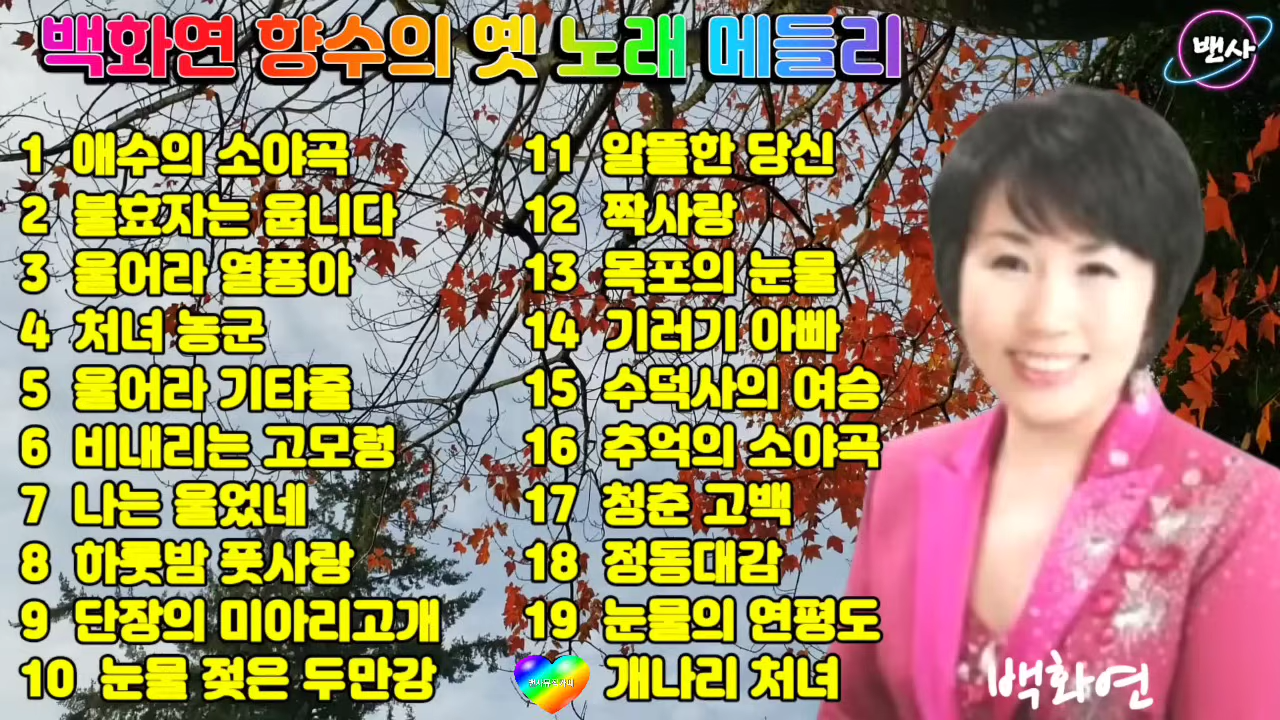 백화연 향수의 옛 노래 메들리
백사
1 애수의 소야곡
2 불효자는 웁니다
3 울어라 열풍아
4 처녀 농군
5 울어라 기타줄
6 비내리는 고모령
7 나는 울었네
8 하룻밤 풋사랑
9 단장의 미아리고개
10 눈물 젖은 두만강
11 알뜰한 당신
12 짝사랑
13 목포의 눈물
14 기러기 아빠
15 수덕사의 여승
16 추억의 소야곡
17 청춘 고백
18 정동대감
19 눈물의 연평도
개나리 처녀
백화연